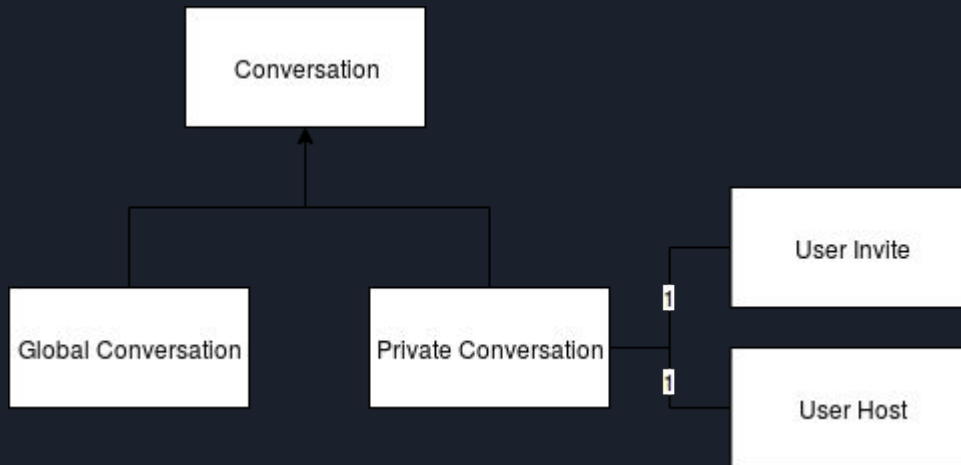 Conversation
User Invite
1
Global Conversation
Private Conversation
1
User Host